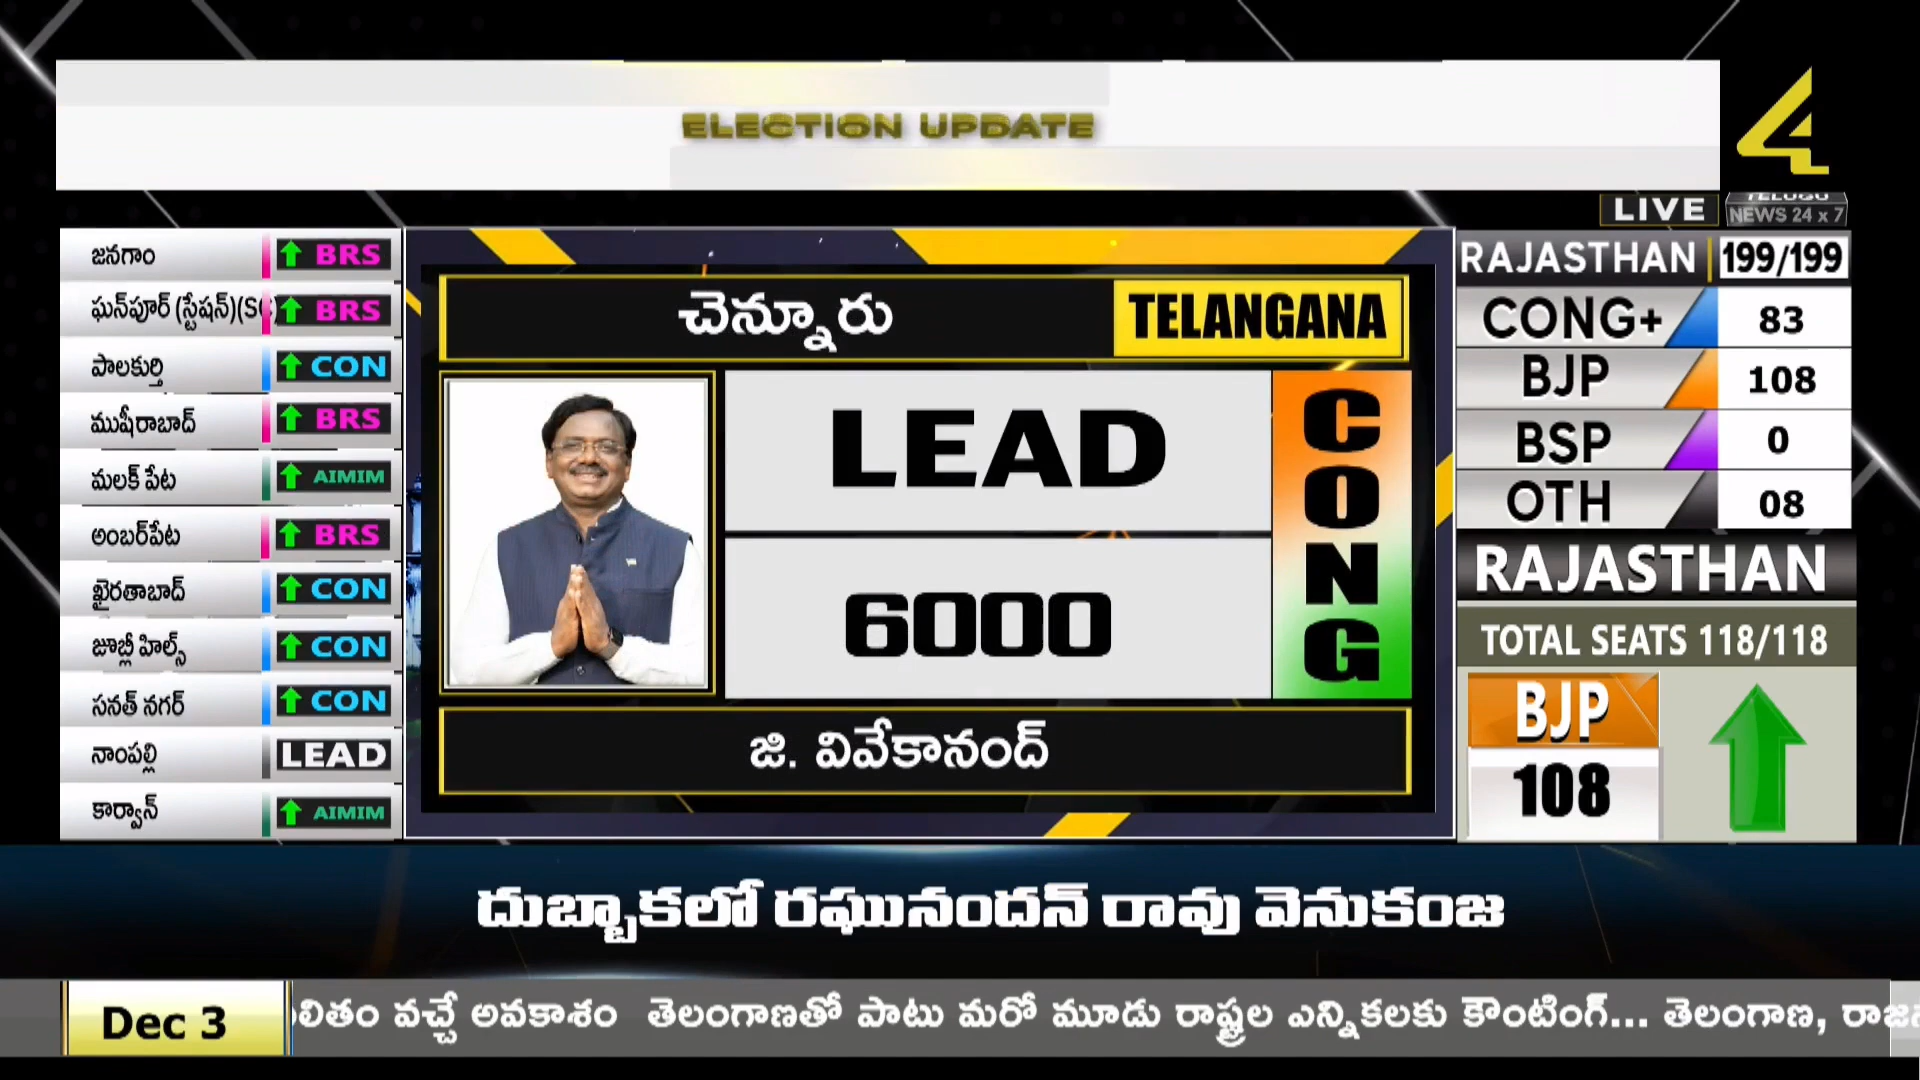 ELECTION UPDATE
4
LIVE
TELUGU
NEWS 24 x 7
జనగాం BRS
ఘన్‌పూర్ (స్టేషన్)(SC) BRS
పాలకుర్తి CON
ముషీరాబాద్ BRS
మలక్ పేట AIMIM
అంబర్‌పేట BRS
ఖైరతాబాద్ CON
జూబ్లీ హిల్స్ CON
సనత్ నగర్ CON
నాంపల్లి LEAD
కార్వాన్ AIMIM
చెన్నూరు TELANGANA
LEAD
6000
CONG
జి. వివేకానంద్
RAJASTHAN 199/199
CONG+ 83
BJP 108
BSP 0
OTH 08
RAJASTHAN
TOTAL SEATS 118/118
BJP
108
దుబ్బాకలో రఘునందన్ రావు వెనుకంజ
Dec 3 వచ్చే అవకాశం తెలంగాణతో పాటు మరో మూడు రాష్ట్రల ఎన్నికలకు కౌంటింగ్... తెలంగాణ,